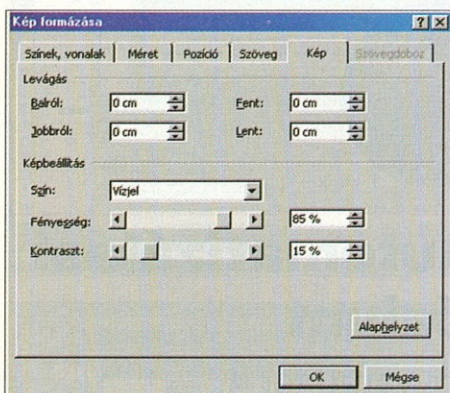 Kép formázása
Színek, vonalak Méret Pozíció Szöveg Kép Szövegdoboz
Levágás
Balról: 0 cm Fent: 0 cm
Jobbról: 0 cm Lent: 0 cm
Képbeállítás
Szín: Vízjel
Fényesség: 85 %
Kontraszt: 15 %
Alaphelyzet
OK Mégse